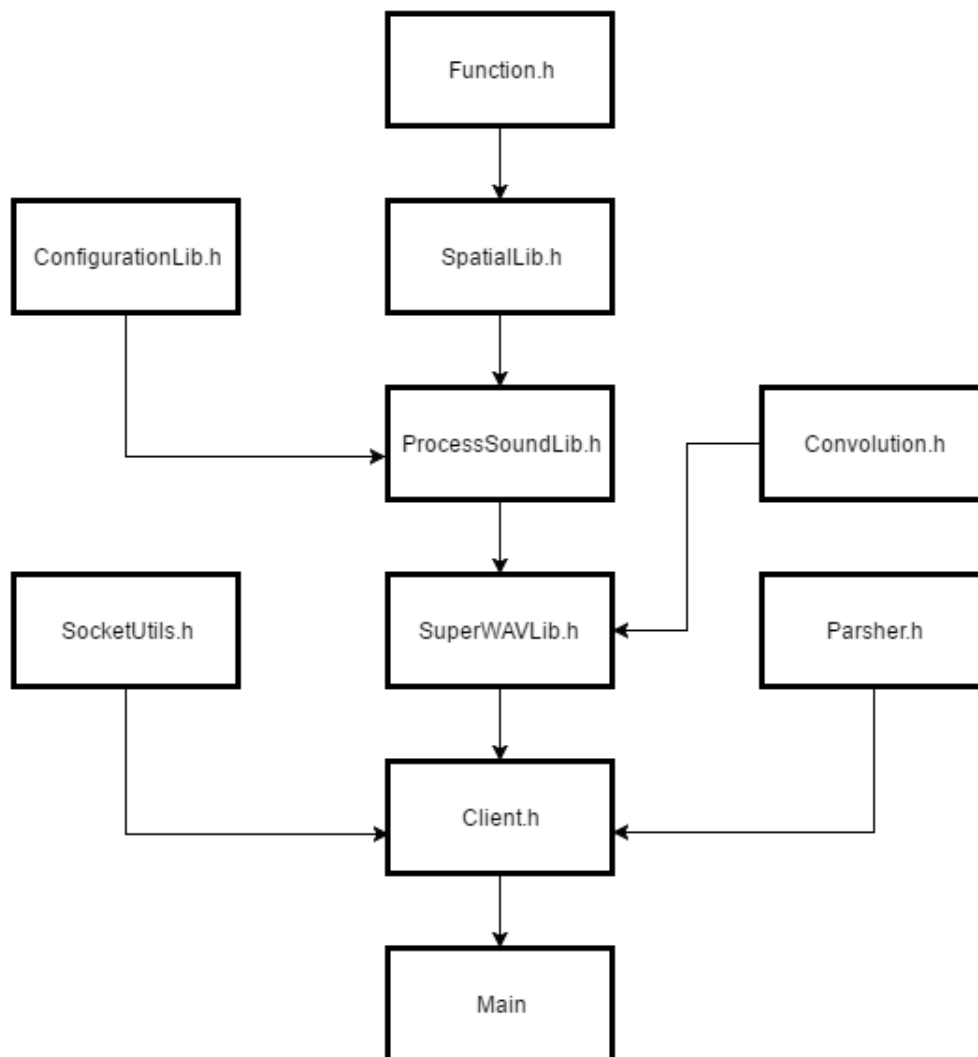 Function.h
ConfigurationLib.h
SpatialLib.h
ProcessSoundLib.h
Convolution.h
SocketUtils.h
SuperWAVLib.h
Parsher.h
Client.h
Main